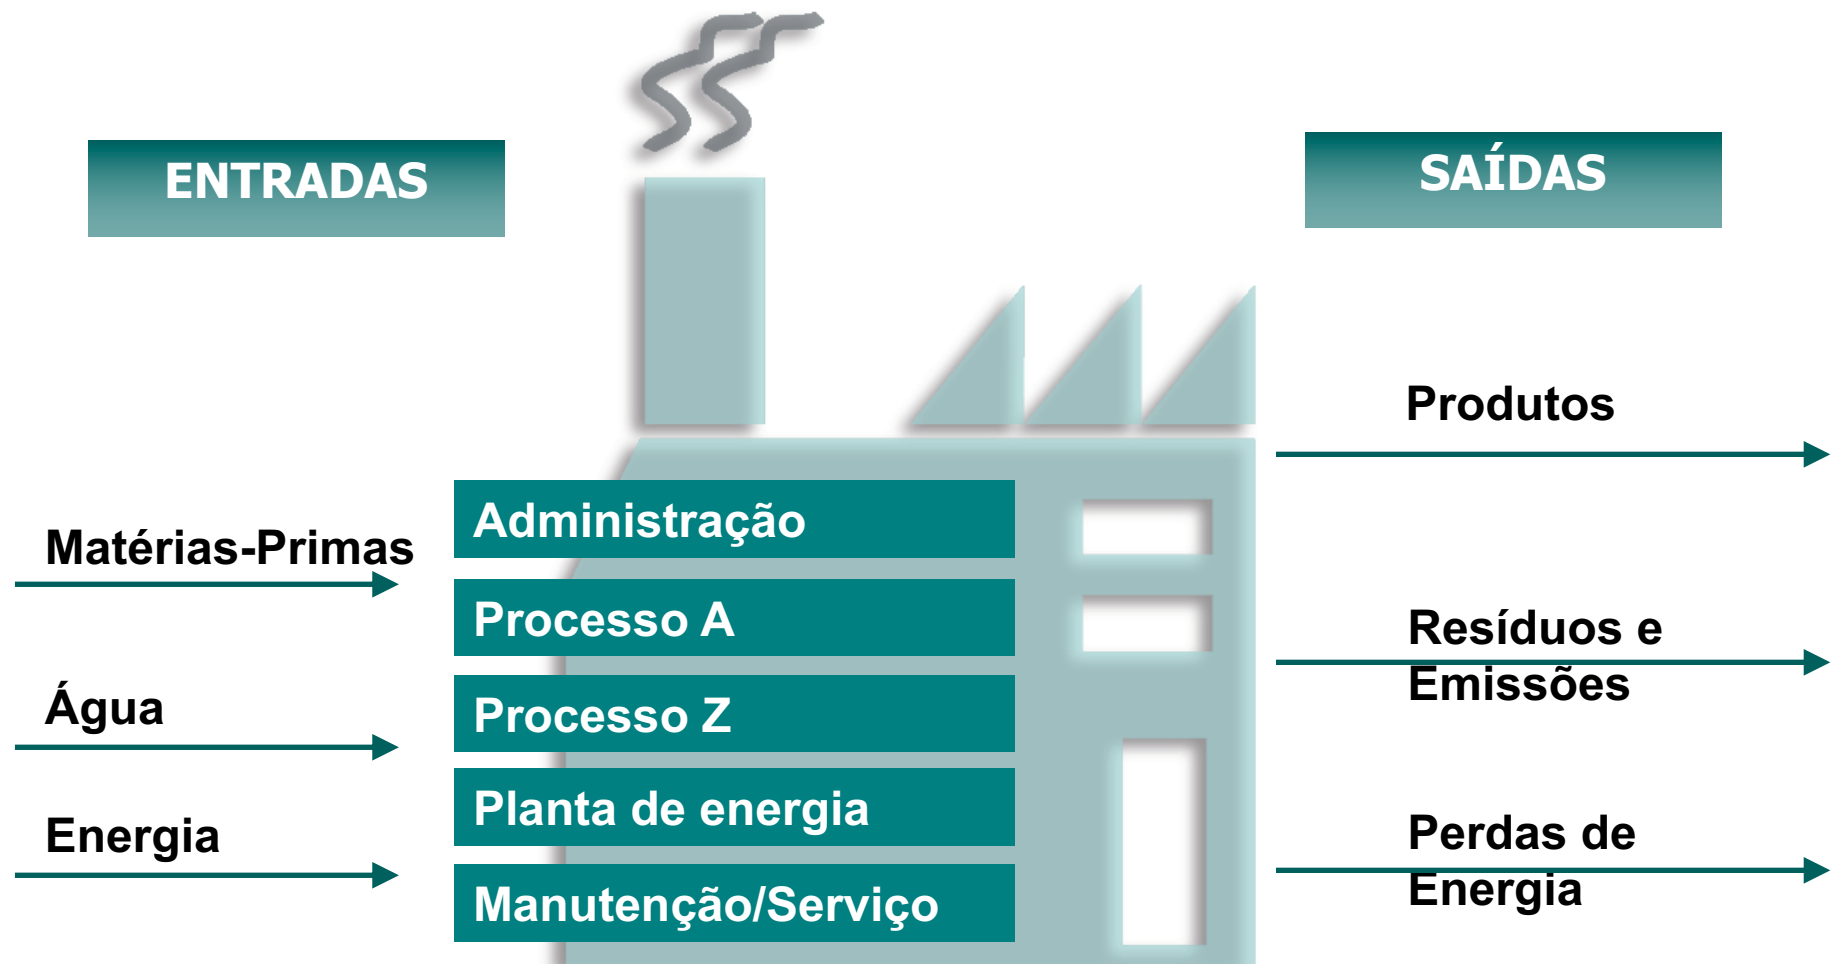 ENTRADAS
SAÍDAS
Matérias-Primas
Água
Energia
Administração
Processo A
Processo Z
Planta de energia
Manutenção/Serviço
Produtos
Resíduos e
Emissões
Perdas de
Energia